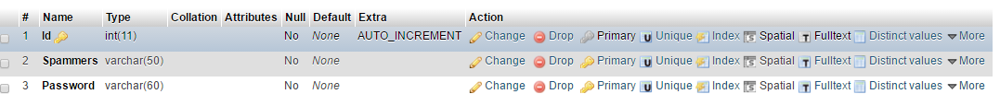 # Name Type Collation Attributes Null Default Extra Action
1 Id int(11) No None AUTO_INCREMENT Change Drop Primary Unique Index Spatial Fulltext Distinct values More
2 Spammers varchar(50) No None Change Drop Primary Unique Index Spatial Fulltext Distinct values More
3 Password varchar(60) No None Change Drop Primary Unique Index Spatial Fulltext Distinct values More